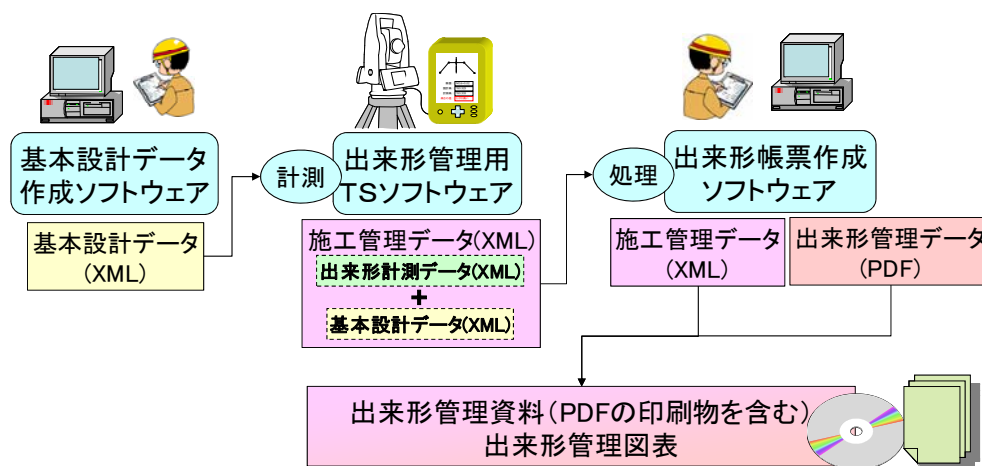 基本設計データ
作成ソフトウェア
計測
出来形管理用
TSソフトウェア
処理
出来形帳票作成
ソフトウェア
基本設計データ
(XML)
施工管理データ(XML)
出来形計測データ(XML)
+
基本設計データ(XML)
施工管理データ
(XML)
出来形管理データ
(PDF)
出来形管理資料(PDFの印刷物を含む)
出来形管理図表